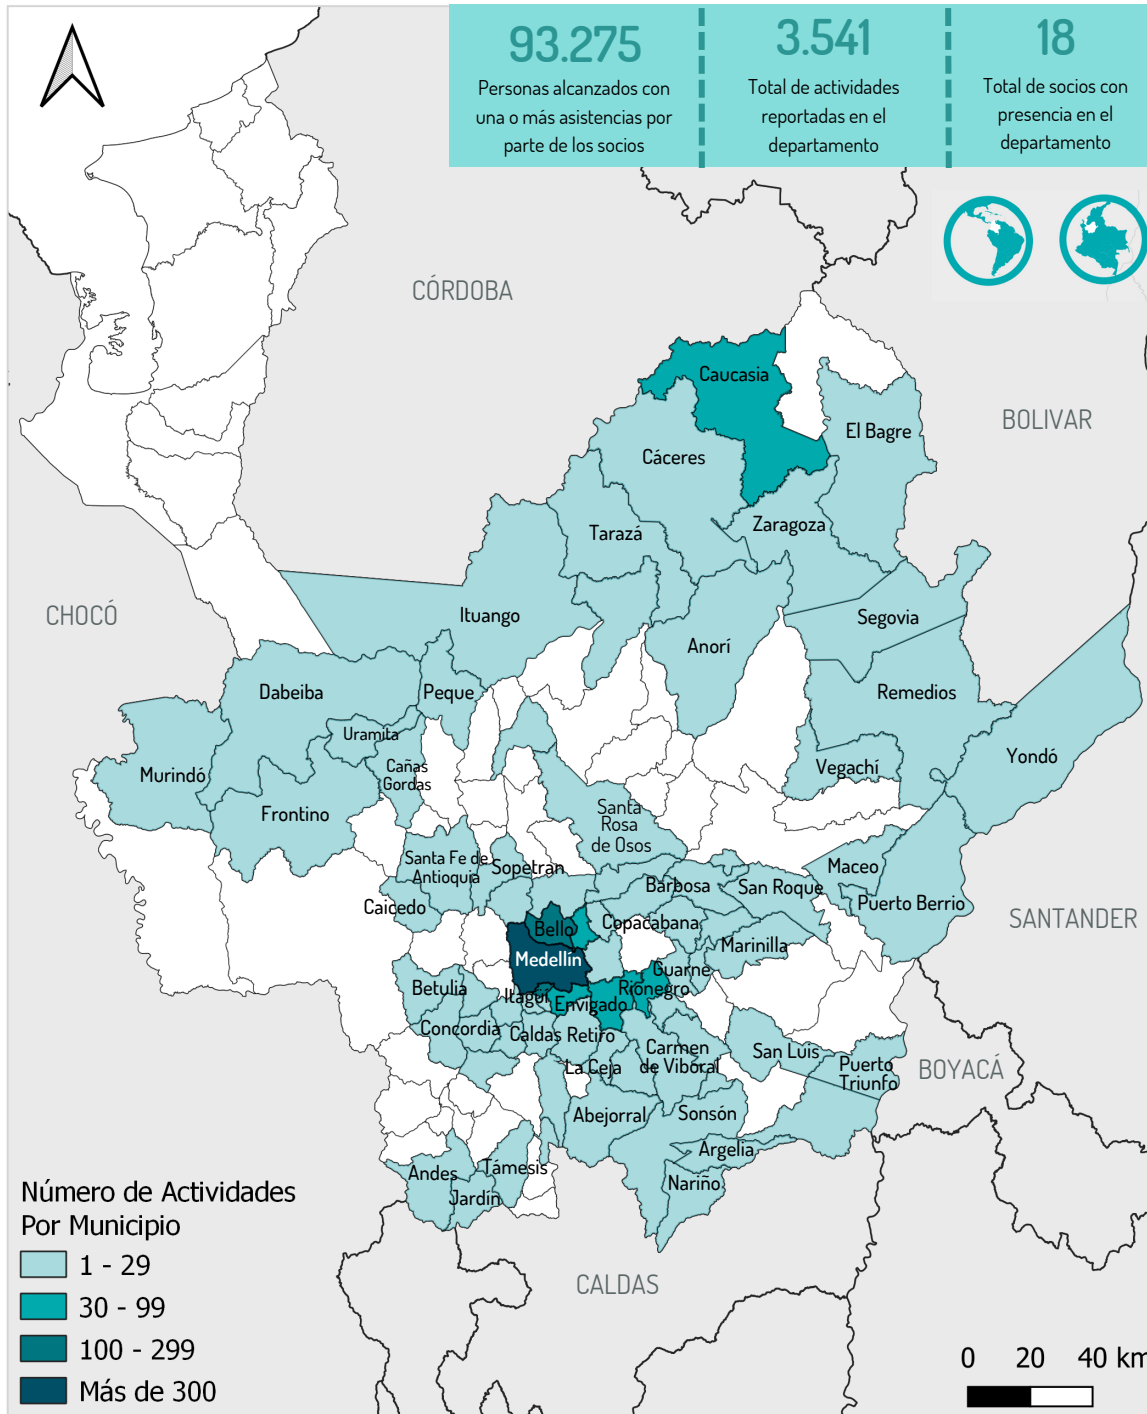 93.275
Personas alcanzados con
una o más asistencias por
parte de los socios
3.541
Total de actividades
reportadas en el
departamento
18
Total de socios con
presencia en el
departamento
CÓRDOBA
BOLIVAR
CHOCÓ
SANTANDER
BOYACÁ
CALDAS
Caucasia
El Bagre
Cáceres
Zaragoza
Tarazá
Ituango
Segovia
Anorí
Dabeiba
Peque
Remedios
Uramita
Yondó
Murindó
Cañas
Gordas
Vegachí
Frontino
Santa
Rosa
de Osos
Santa Fe de
Antioquia
Sopetran
Maceo
Barbosa
San Roque
Caicedo
Puerto Berrio
Copacabana
Bello
Marinilla
Medellín
Guarne
Betulia
Rionegro
Itagüí
Envigado
Concordia
Caldas
Retiro
Carmen
de Viboral
San Luis
La Ceja
Puerto
Triunfo
Abejorral
Sonsón
Argelia
Andes
Támesis
Nariño
Jardín
Número de Actividades
Por Municipio
1 - 29
30 - 99
100 - 299
Más de 300
0 20 40 km